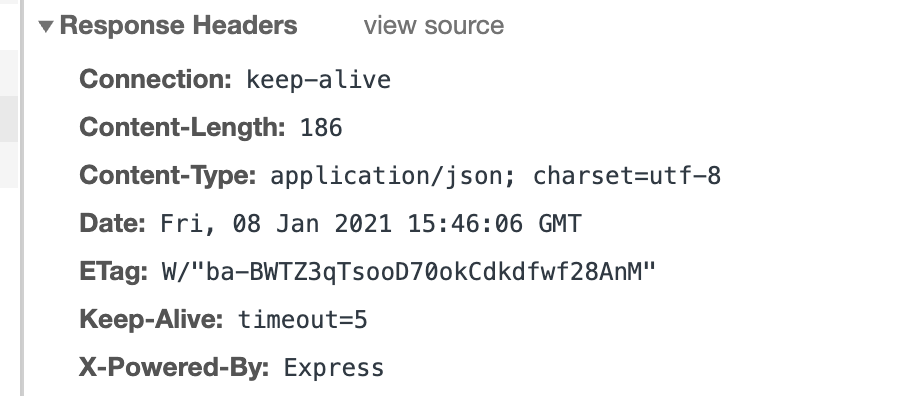 Response Headers view source
Connection: keep-alive
Content-Length: 186
Content-Type: application/json; charset=utf-8
Date: Fri, 08 Jan 2021 15:46:06 GMT
ETag: W/"ba-BWTZ3qTsooD70okCdkdfwf28AnM"
Keep-Alive: timeout=5
X-Powered-By: Express